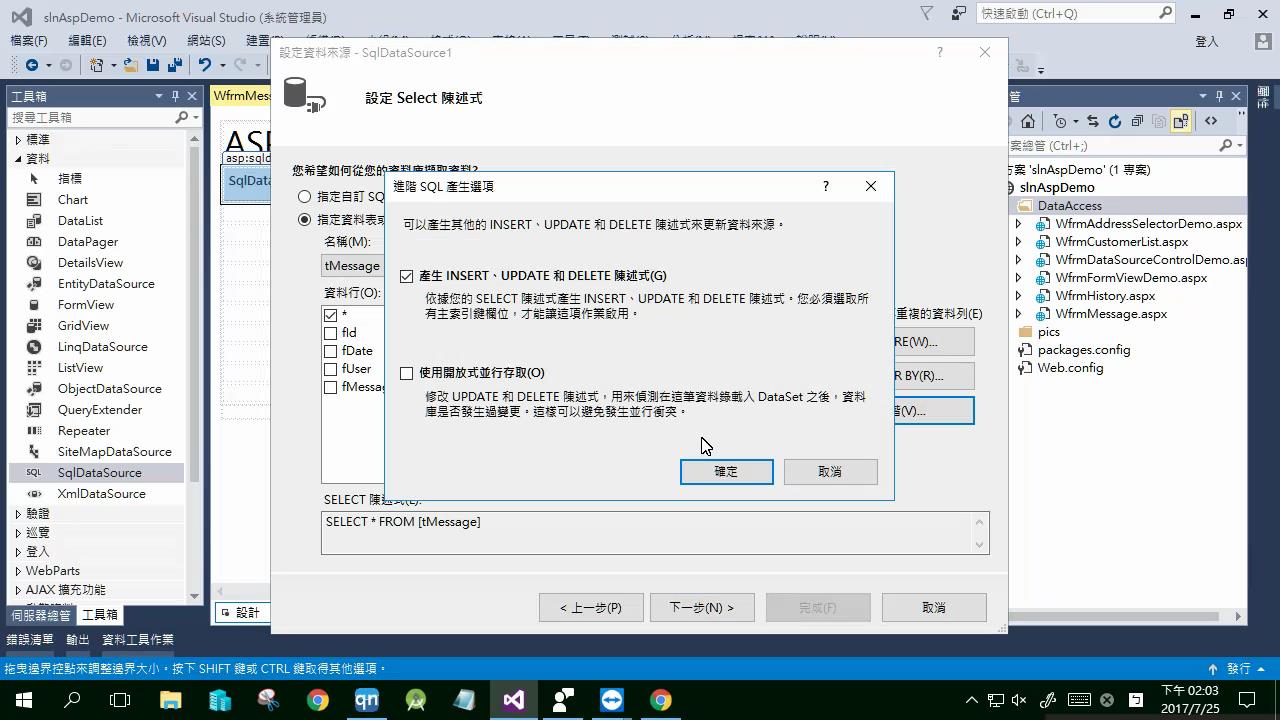 slnAspDemo - Microsoft Visual Studio (系統管理員)
快速啟動 (Ctrl+Q)
檔案(F)
編輯(E)
檢視(V)
網站(S)
登入
設定資料來源 - SqlDataSource1
設定 Select 陳述式
工具箱
搜尋工具箱
標準
資料
指標
Chart
DataList
DataPager
DetailsView
EntityDataSource
FormView
GridView
LinqDataSource
ListView
ObjectDataSource
QueryExtender
Repeater
SiteMapDataSource
SQL SqlDataSource
XmlDataSource
驗證
巡覽
登入
WebParts
AJAX 擴充功能
伺服器總管
工具箱
WfrmMes
ASP
asp:sqld
SqlData
設計
您希望如何從您的資料庫擷取資料?
指定自訂 SQ
指定資料表或
名稱(M):
tMessage
資料行(O):
*
fId
fDate
fUser
fMessag
重複的資料列(E)
RE(W)...
R BY(R)...
(V)...
進階 SQL 產生選項
可以產生其他的 INSERT、UPDATE 和 DELETE 陳述式來更新資料來源。
產生 INSERT、UPDATE 和 DELETE 陳述式(G)
依據您的 SELECT 陳述式產生 INSERT、UPDATE 和 DELETE 陳述式。您必須選取所
有主索引鍵欄位，才能讓這項作業啟用。
使用開放式並行存取(O)
修改 UPDATE 和 DELETE 陳述式，用來偵測在這筆資料錄載入 DataSet 之後，資料
庫是否發生過變更。這樣可以避免發生並行衝突。
確定
取消
SELECT 陳述式(L):
SELECT * FROM [tMessage]
< 上一步(P)
下一步(N) >
完成(F)
取消
管
案總管 (Ctrl+;)
方案 'slnAspDemo' (1 專案)
slnAspDemo
DataAccess
WfrmAddressSelectorDemo.aspx
WfrmCustomerList.aspx
WfrmDataSourceControlDemo.as
WfrmFormViewDemo.aspx
WfrmHistory.aspx
WfrmMessage.aspx
pics
packages.config
Web.config
錯誤清單
輸出
資料工具作業
拖曳邊界控點來調整邊界大小。按下 SHIFT 鍵或 CTRL 鍵取得其他選項。
發行
qn
下午 02:03
2017/7/25